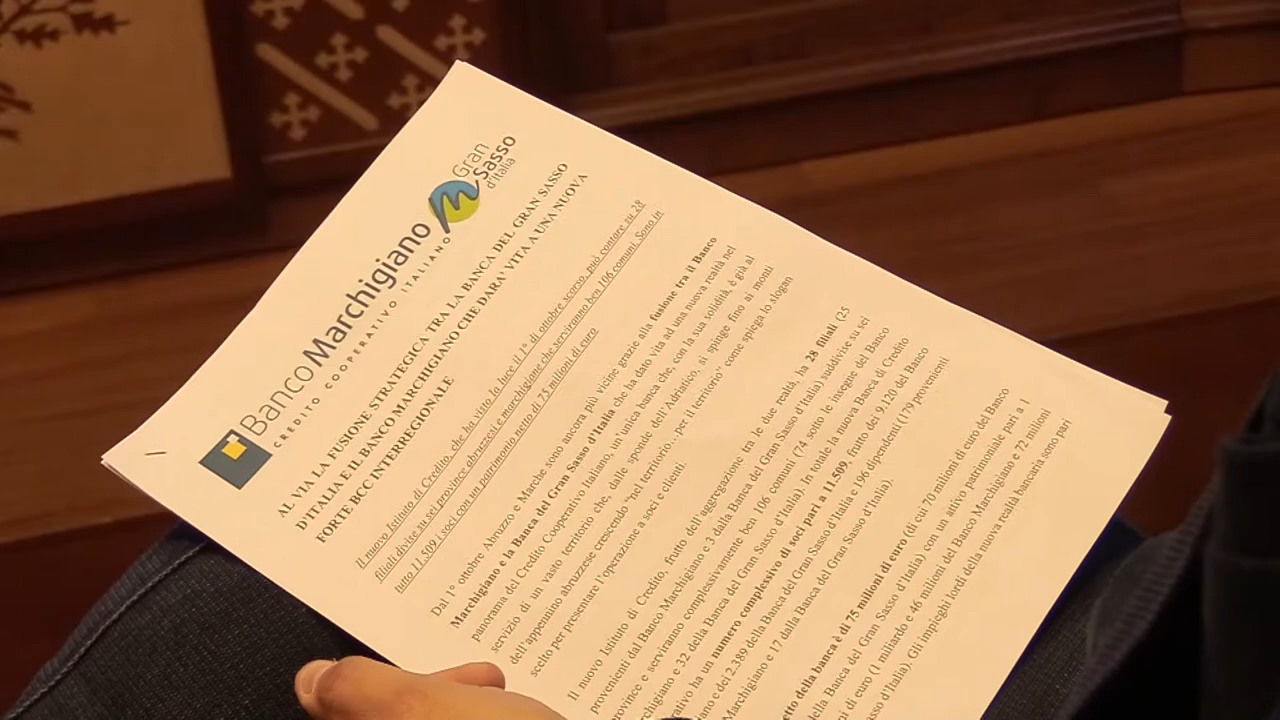 Banco Marchigiano
CREDITO COOPERATIVO ITALIANO
Gran
Sasso
d'Italia
AL VIA LA FUSIONE STRATEGICA TRA LA BANCA DEL GRAN SASSO
D'ITALIA E IL BANCO MARCHIGIANO CHE DARA' VITA A UNA NUOVA
FORTE BCC INTERREGIONALE
Il nuovo Istituto di Credito, che ha visto la luce il 1° di ottobre scorso, può contare su 28
filiali divise su sei province abruzzesi e marchigiane che serviranno ben 106 comuni. Sono in
tutto 11.509 i soci con un patrimonio netto di 75 milioni di euro
Dal 1° ottobre Abruzzo e Marche sono ancora più vicine grazie alla fusione tra il Banco
Marchigiano e la Banca del Gran Sasso d'Italia che ha dato vita ad una nuova realtà nel
panorama del Credito Cooperativo Italiano, un'unica banca che, con la sua solidità, è già al
servizio di un vasto territorio che, dalle sponde dell'Adriatico, si spinge fino ai monti
dell'appennino abruzzese crescendo "nel territorio... per il territorio" come spiega lo slogan
scelto per presentare l'operazione a soci e clienti.
Il nuovo Istituto di Credito, frutto dell'aggregazione tra le due realtà, ha 28 filiali (25
provenienti dal Banco Marchigiano e 3 dalla Banca del Gran Sasso d'Italia) suddivise su sei
province e serviranno complessivamente ben 106 comuni (74 sotto le insegne del Banco
rchigiano e 32 della Banca del Gran Sasso d'Italia). In totale la nuova Banca di Credito
rativo ha un numero complessivo di soci pari a 11.509, frutto dei 9.120 del Banco
ano e dei 2.389 della Banca del Gran Sasso d'Italia e 196 dipendenti (179 provenienti
Marchigiano e 17 dalla Banca del Gran Sasso d'Italia).
etto della banca è di 75 milioni di euro (di cui 70 milioni di euro del Banco
della Banca del Gran Sasso d'Italia) con un attivo patrimoniale pari a 1
ni di euro (1 miliardo e 46 milioni del Banco Marchigiano e 72 milioni
asso d'Italia). Gli impieghi lordi della nuova realtà bancaria sono pari